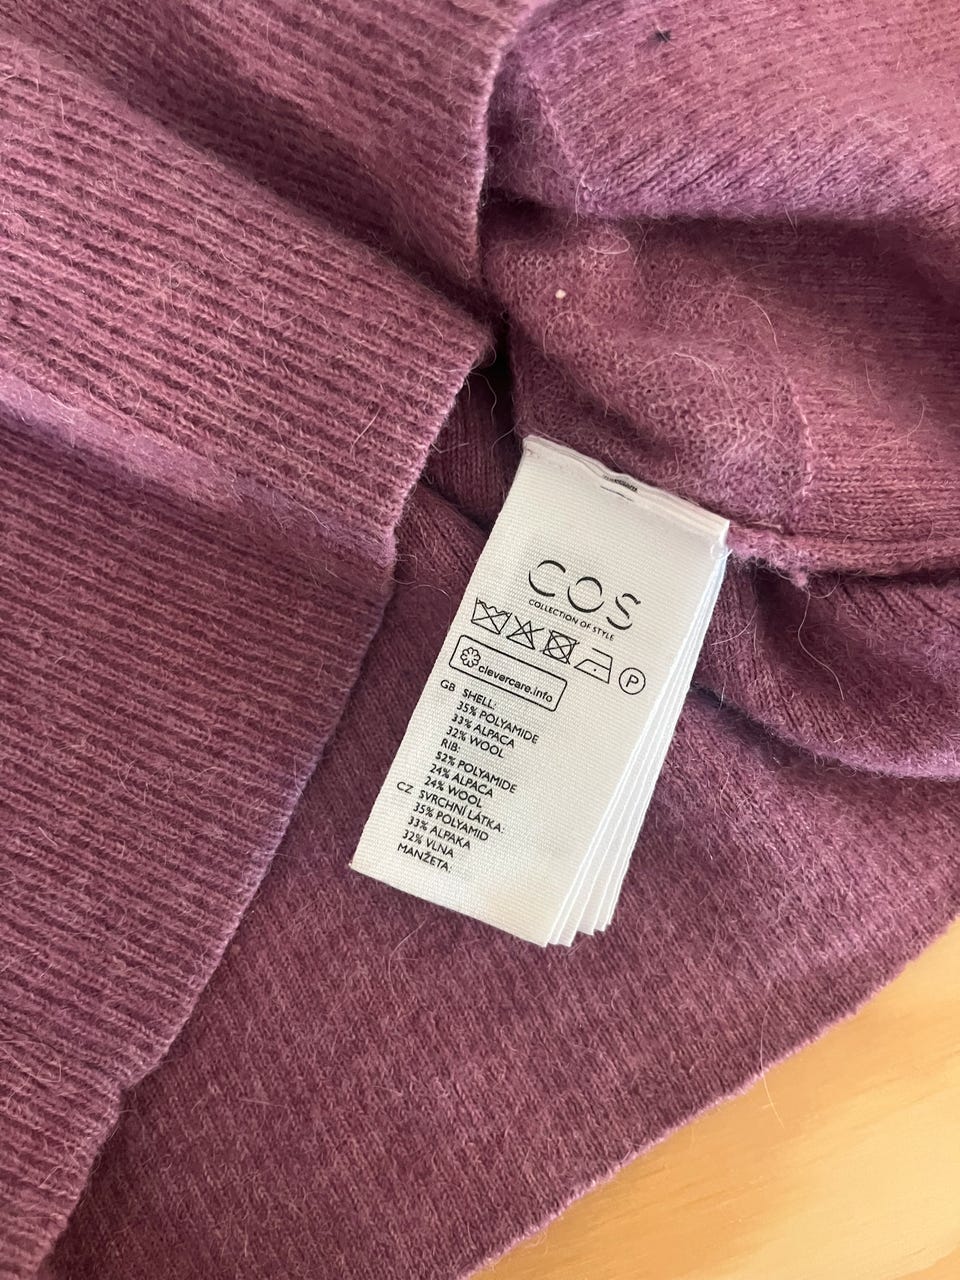 COS
COLLECTION OF STYLE
P
clevercare.info
GB SHELL:
35% POLYAMIDE
33% ALPACA
32% WOOL
RIB:
52% POLYAMIDE
24% ALPACA
24% WOOL
CZ SVRCHNÍ LÁTKA:
35% POLYAMID
33% ALPAKA
32% VLNA
MANŽETA: